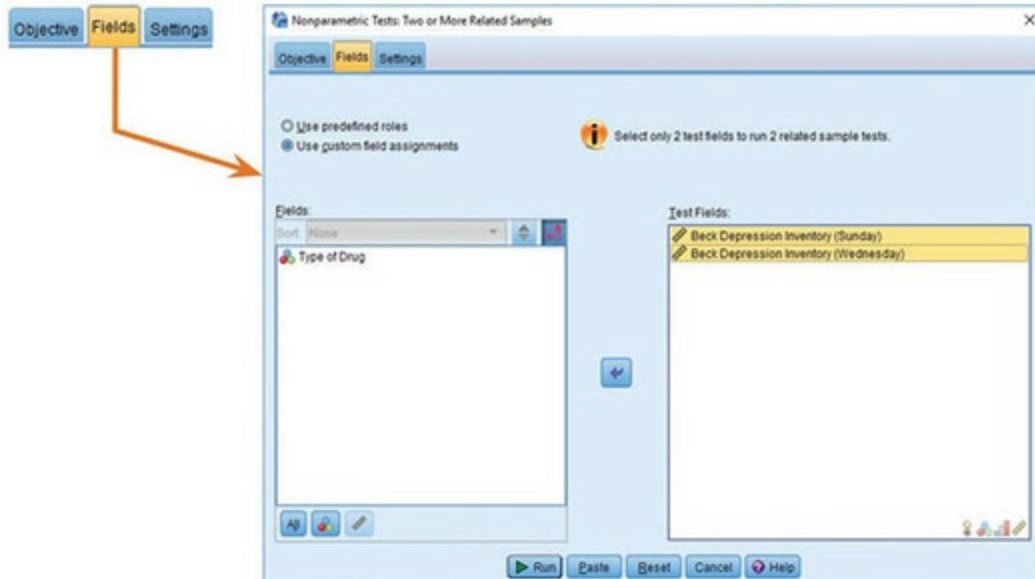 Objective Fields Settings
Nonparametric Tests: Two or More Related Samples
Objective Fields Settings
Use predefined roles
Use custom field assignments
Select only 2 test fields to run 2 related sample tests.
Fields:
Sort: None
Type of Drug
Test Fields:
Beck Depression Inventory (Sunday)
Beck Depression Inventory (Wednesday)
All
Run Paste Reset Cancel Help